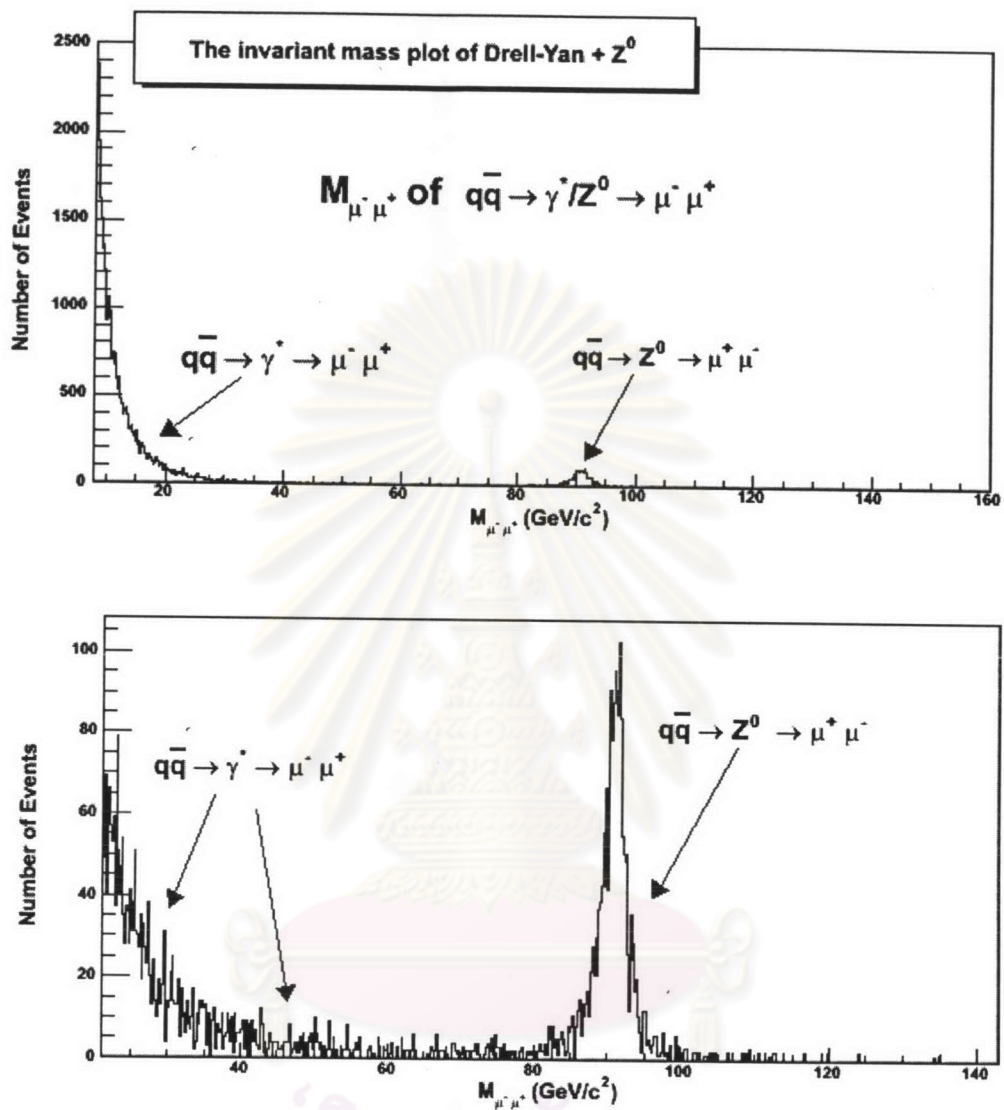 The invariant mass plot of Drell-Yan + Z⁰
2500
2000
1500
1000
500
0
Number of Events
M_μ⁻μ⁺ of qq̅ → γ*/Z⁰ → μ⁻ μ⁺
qq̅ → γ* → μ⁻ μ⁺
qq̅ → Z⁰ → μ⁺ μ⁻
20 40 60 80 100 120 140 160
M_μ⁻μ⁺ (GeV/c²)
100
80
60
40
20
0
Number of Events
qq̅ → γ* → μ⁻ μ⁺
qq̅ → Z⁰ → μ⁺ μ⁻
40 60 80 100 120 140
M_μ⁻μ⁺ (GeV/c²)